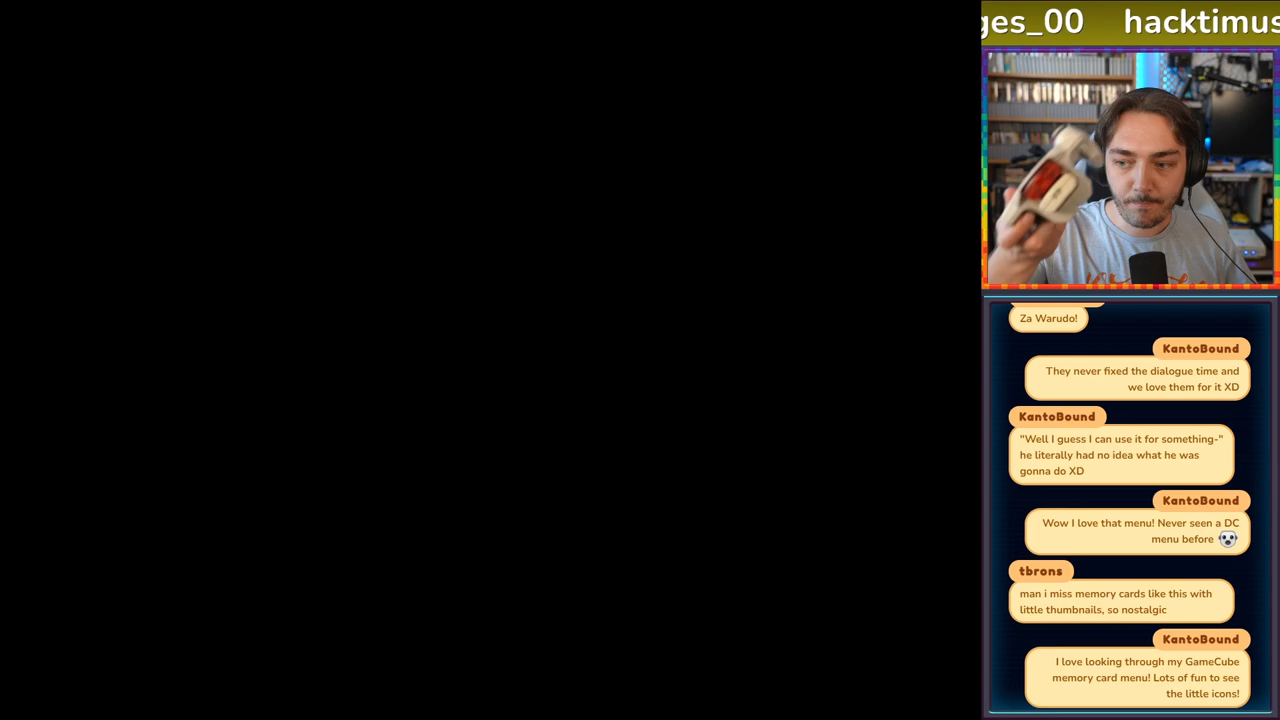 ges_00 hacktimus
Za Warudo!
KantoBound
They never fixed the dialogue time and
we love them for it XD
KantoBound
"Well I guess I can use it for something-"
he literally had no idea what he was
gonna do XD
KantoBound
Wow I love that menu! Never seen a DC
menu before
tbrons
man i miss memory cards like this with
little thumbnails, so nostalgic
KantoBound
I love looking through my GameCube
memory card menu! Lots of fun to see
the little icons!